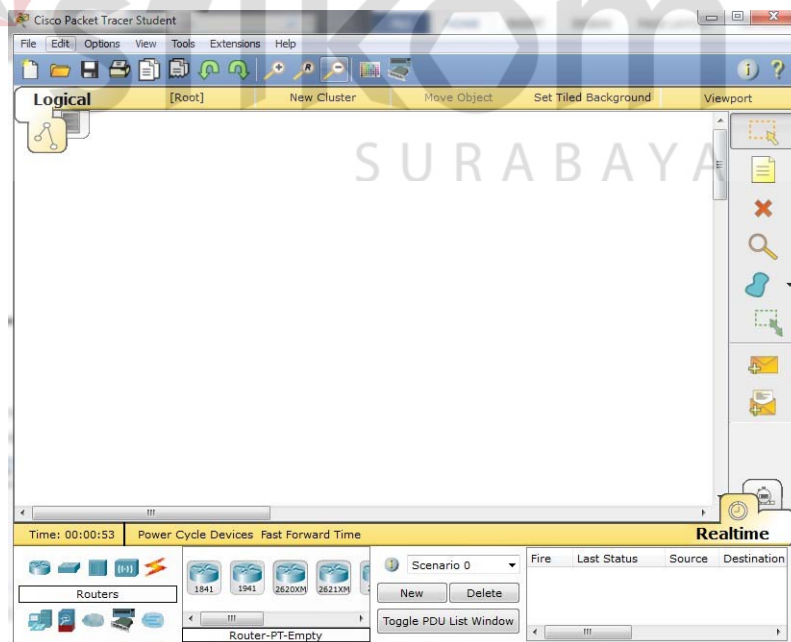 Cisco Packet Tracer Student
File Edit Options View Tools Extensions Help
Logical [Root] New Cluster Move Object Set Tiled Background Viewport
SURABAYA
Time: 00:00:53 Power Cycle Devices Fast Forward Time Realtime
Routers
1841 1941 2620XM 2621XM
Router-PT-Empty
Scenario 0
New Delete
Toggle PDU List Window
Fire Last Status Source Destination